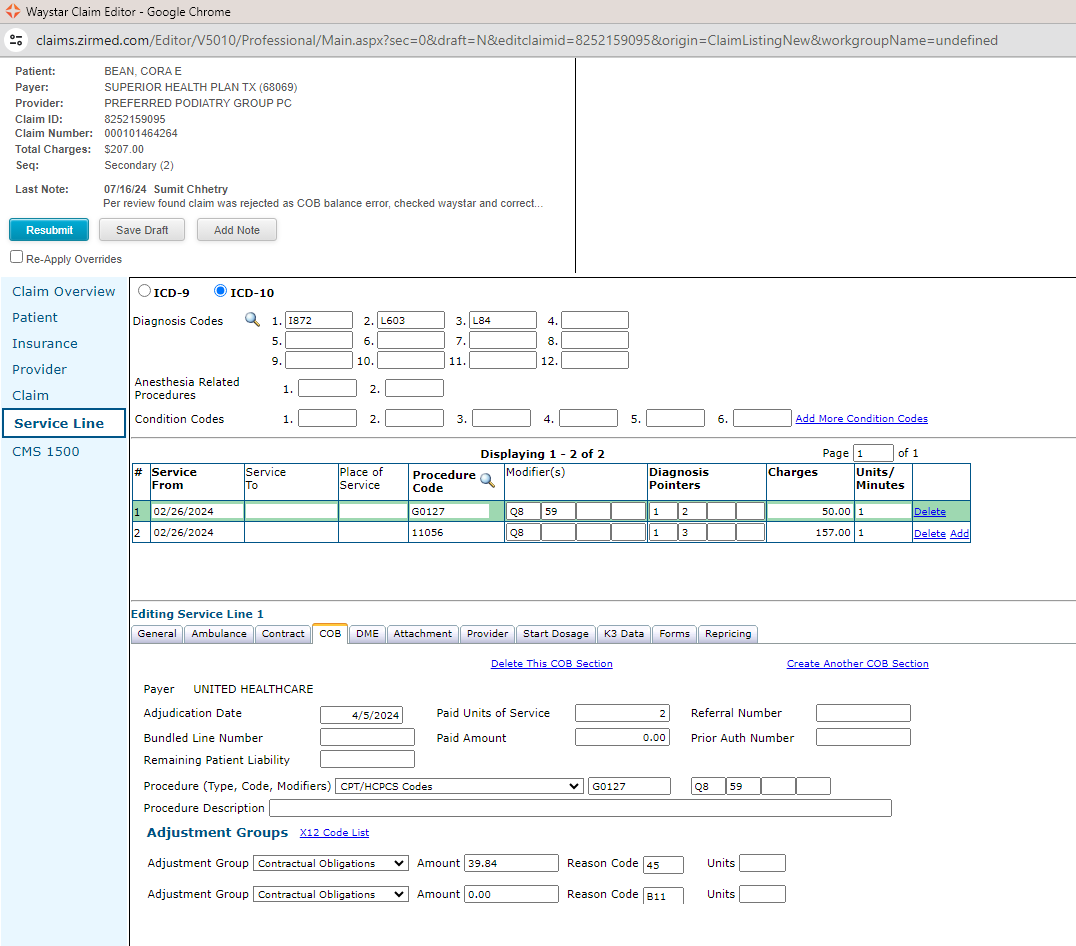 Waystar Claim Editor - Google Chrome
claims.zirmed.com/Editor/V5010/Professional/Main.aspx?sec=0&draft=N&editclaimid=8252159095&origin=ClaimListingNew&workgroupName=undefined
Patient: BEAN, CORA E
Payer: SUPERIOR HEALTH PLAN TX (68069)
Provider: PREFERRED PODIATRY GROUP PC
Claim ID: 8252159095
Claim Number: 000101464264
Total Charges: $207.00
Seq: Secondary (2)
Last Note: 07/16/24 Sumit Chhetry
Per review found claim was rejected as COB balance error, checked waystar and correct...
Resubmit Save Draft Add Note
Re-Apply Overrides
Claim Overview
Patient
Insurance
Provider
Claim
Service Line
CMS 1500
ICD-9 ICD-10
Diagnosis Codes 1. I872 2. L603 3. L84 4.
5. 6. 7. 8.
9. 10. 11. 12.
Anesthesia Related Procedures 1. 2.
Condition Codes 1. 2. 3. 4. 5. 6. Add More Condition Codes
Displaying 1 - 2 of 2 Page 1 of 1
# Service From Service To Place of Service Procedure Code Modifier(s) Diagnosis Pointers Charges Units/ Minutes
1 02/26/2024 G0127 Q8 59 1 2 50.00 1 Delete
2 02/26/2024 11056 Q8 1 3 157.00 1 Delete Add
Editing Service Line 1
General Ambulance Contract COB DME Attachment Provider Start Dosage K3 Data Forms Repricing
Delete This COB Section Create Another COB Section
Payer UNITED HEALTHCARE
Adjudication Date 4/5/2024 Paid Units of Service 2 Referral Number
Bundled Line Number Paid Amount 0.00 Prior Auth Number
Remaining Patient Liability
Procedure (Type, Code, Modifiers) CPT/HCPCS Codes G0127 Q8 59
Procedure Description
Adjustment Groups X12 Code List
Adjustment Group Contractual Obligations Amount 39.84 Reason Code 45 Units
Adjustment Group Contractual Obligations Amount 0.00 Reason Code B11 Units